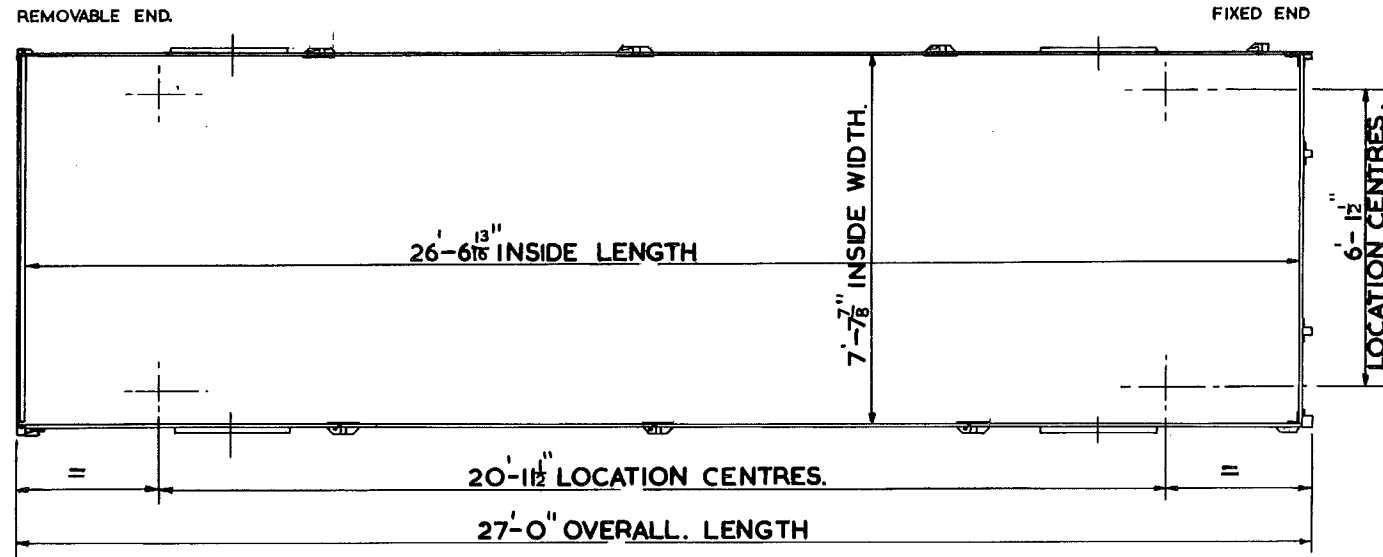 REMOVABLE END.
FIXED END
26'-6 13/16" INSIDE LENGTH
7'-7 7/8" INSIDE WIDTH.
6'-1 1/2"
LOCATION CENTRES.
=
20'-11 1/2" LOCATION CENTRES.
=
27'-0" OVERALL. LENGTH